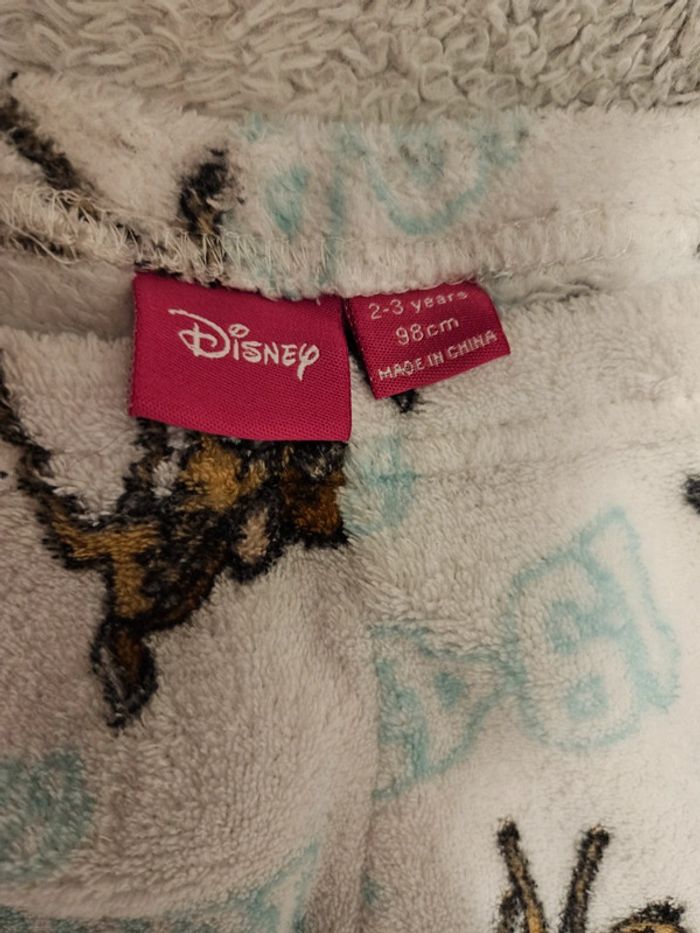 Disney
2-3 years
98cm
MADE IN CHINA